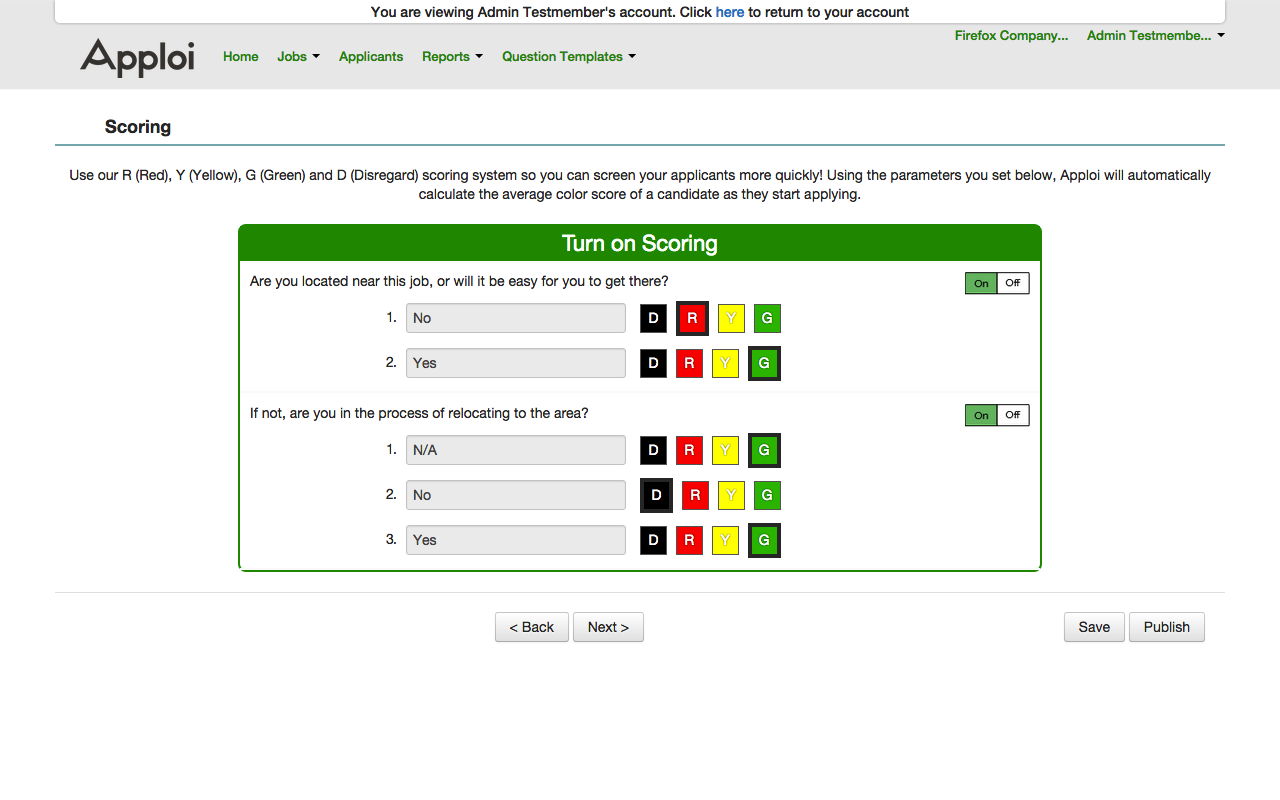 You are viewing Admin Testmember's account. Click here to return to your account
Apploi
Home Jobs Applicants Reports Question Templates
Firefox Company... Admin Testmembe...
Scoring
Use our R (Red), Y (Yellow), G (Green) and D (Disregard) scoring system so you can screen your applicants more quickly! Using the parameters you set below, Apploi will automatically
calculate the average color score of a candidate as they start applying.
Turn on Scoring
Are you located near this job, or will it be easy for you to get there? On Off
1. No D R Y G
2. Yes D R Y G
If not, are you in the process of relocating to the area? On Off
1. N/A D R Y G
2. No D R Y G
3. Yes D R Y G
< Back Next > Save Publish